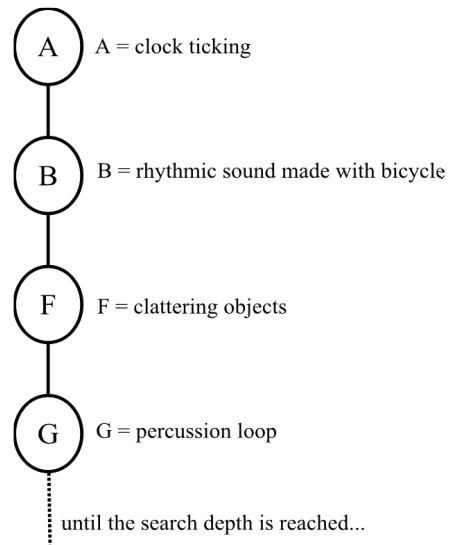 A A = clock ticking
B B = rhythmic sound made with bicycle
F F = clattering objects
G G = percussion loop
until the search depth is reached...